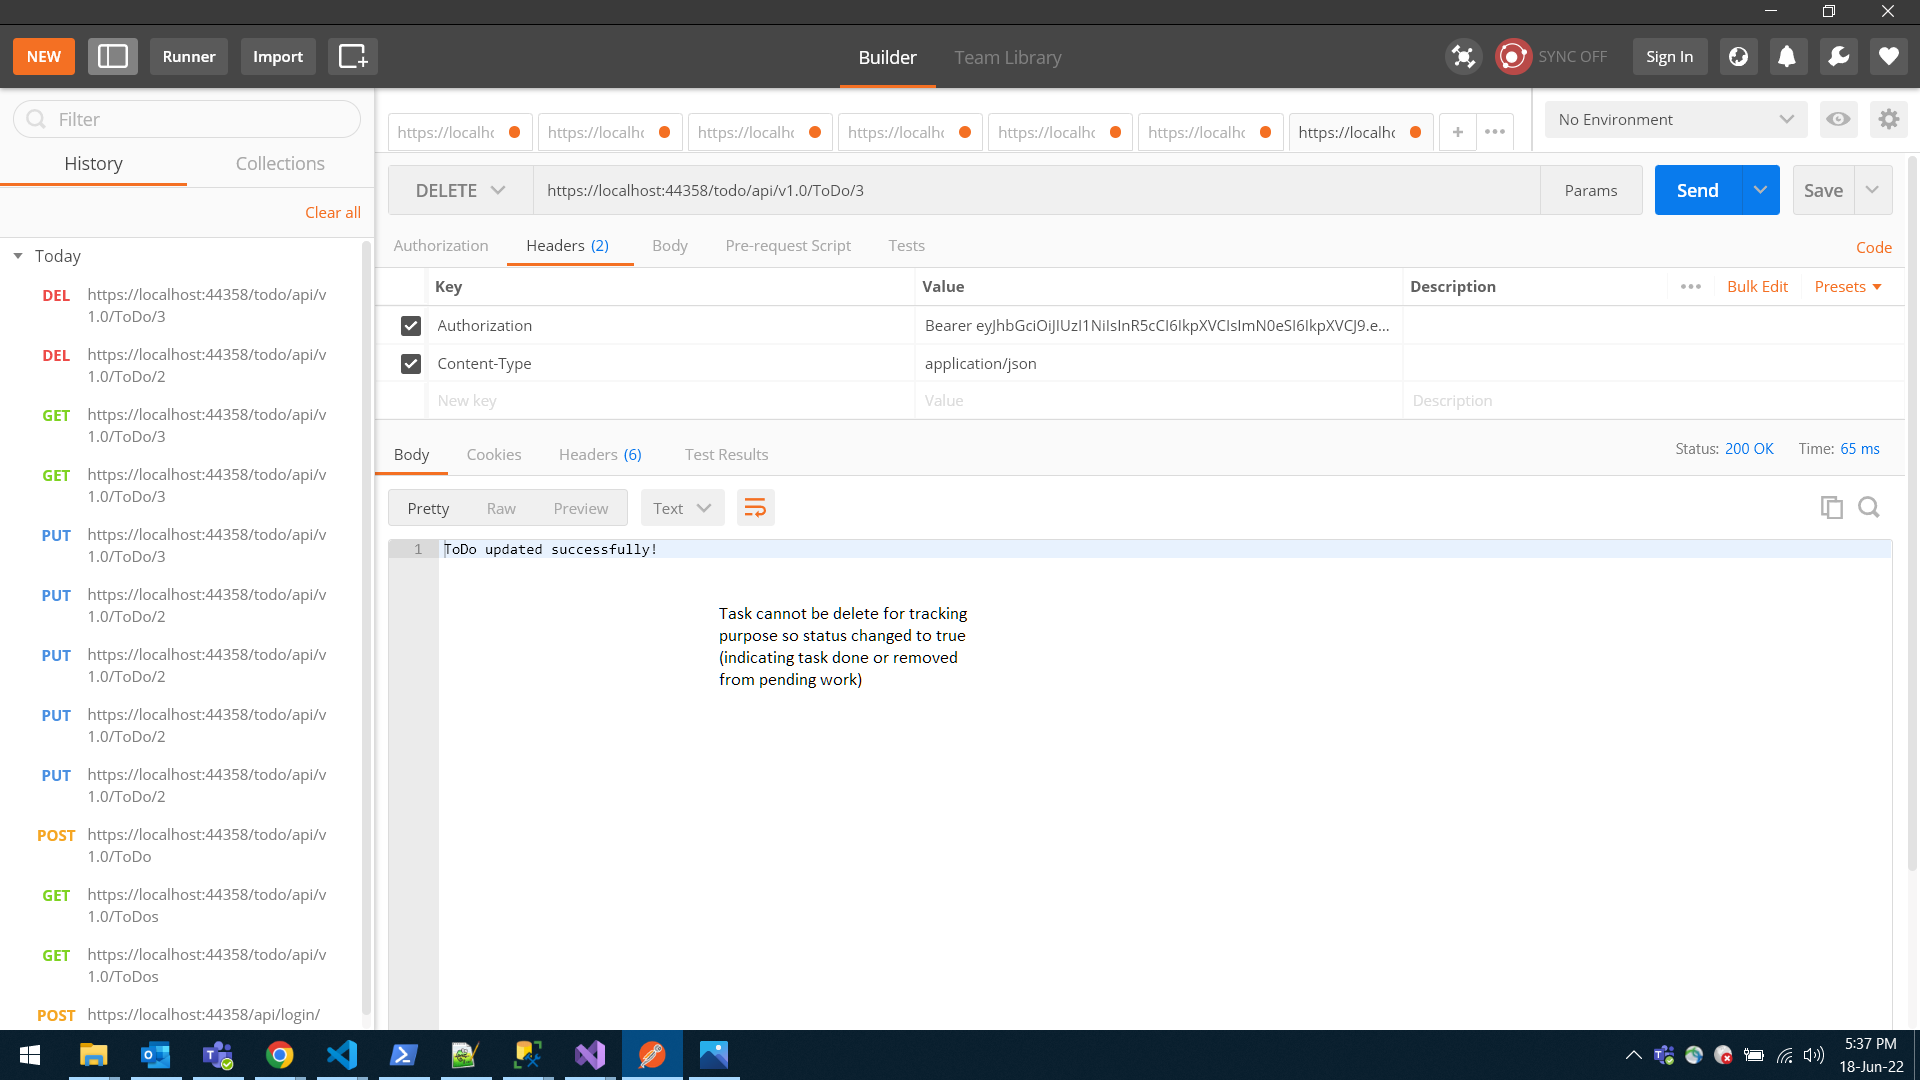 NEW
Runner
Import
Builder
Team Library
SYNC OFF
Sign In
Filter
History
Collections
Clear all
Today
DEL https://localhost:44358/todo/api/v
1.0/ToDo/3
DEL https://localhost:44358/todo/api/v
1.0/ToDo/2
GET https://localhost:44358/todo/api/v
1.0/ToDo/3
GET https://localhost:44358/todo/api/v
1.0/ToDo/3
PUT https://localhost:44358/todo/api/v
1.0/ToDo/3
PUT https://localhost:44358/todo/api/v
1.0/ToDo/2
PUT https://localhost:44358/todo/api/v
1.0/ToDo/2
PUT https://localhost:44358/todo/api/v
1.0/ToDo/2
PUT https://localhost:44358/todo/api/v
1.0/ToDo/2
POST https://localhost:44358/todo/api/v
1.0/ToDo
GET https://localhost:44358/todo/api/v
1.0/ToDos
GET https://localhost:44358/todo/api/v
1.0/ToDos
POST https://localhost:44358/api/login/
https://localhc https://localhc https://localhc https://localhc https://localhc https://localhc https://localhc + •••
No Environment
DELETE https://localhost:44358/todo/api/v1.0/ToDo/3 Params Send Save
Authorization Headers (2) Body Pre-request Script Tests Code
Key Value Description ••• Bulk Edit Presets
Authorization Bearer eyJhbGciOiJIUzI1NiIsInR5cCI6IkpXVCIsImN0eSI6IkpXVCJ9.e...
Content-Type application/json
New key Value Description
Body Cookies Headers (6) Test Results Status: 200 OK Time: 65 ms
Pretty Raw Preview Text
1 ToDo updated successfully!
Task cannot be delete for tracking
purpose so status changed to true
(indicating task done or removed
from pending work)
5:37 PM
18-Jun-22